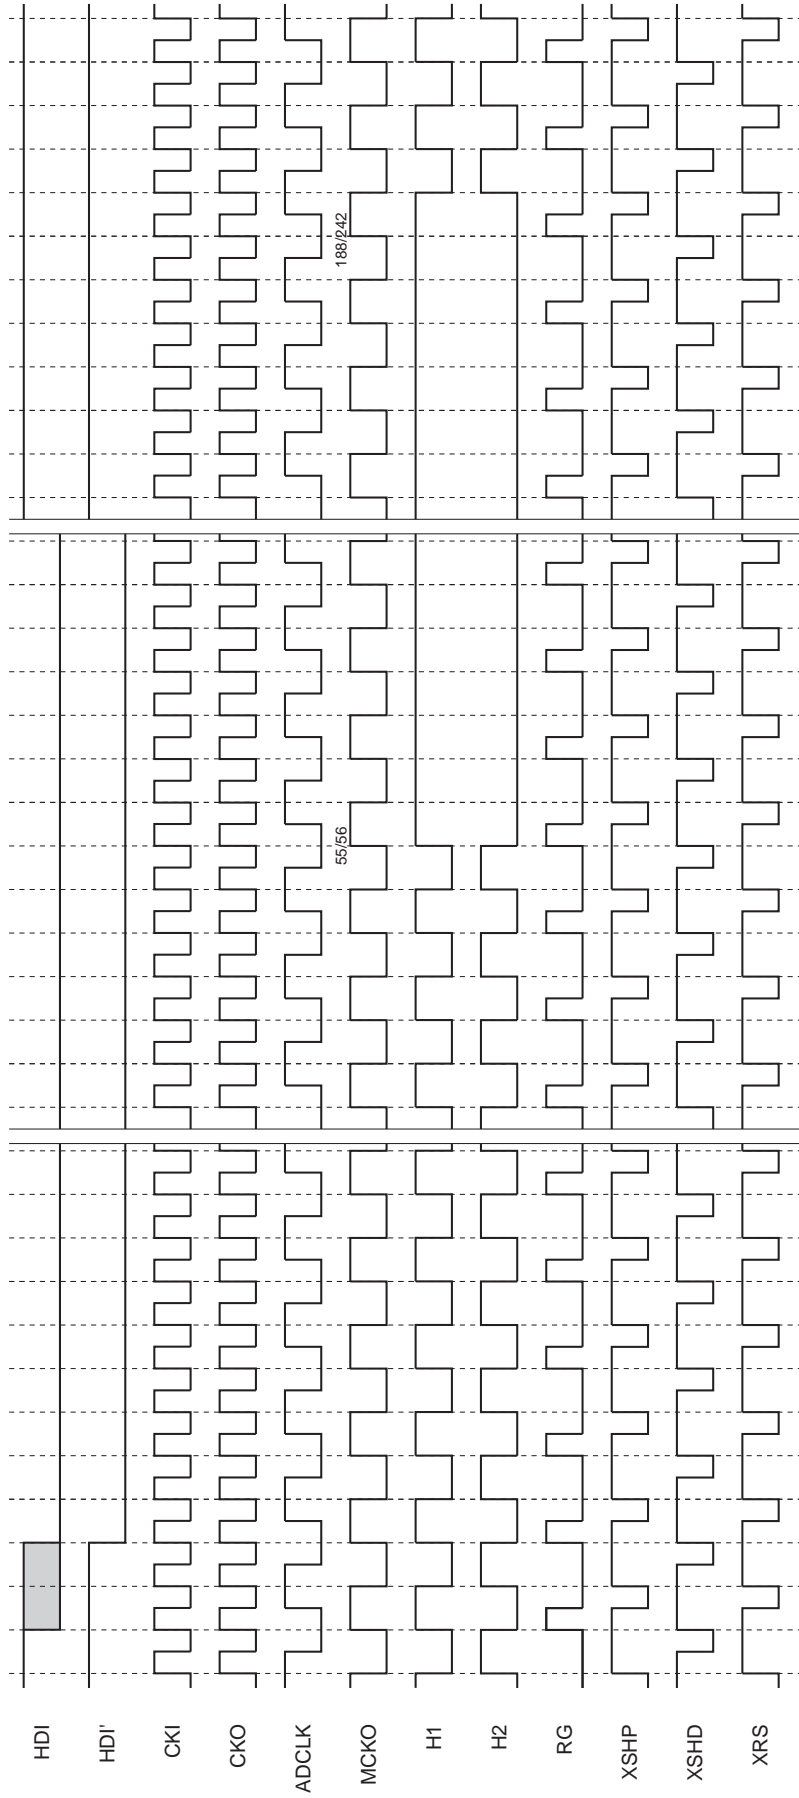 HDI
HDI'
CKI
CKO
ADCLK
MCKO
H1
H2
RG
XSHP
XSHD
XRS
55/56
188/242